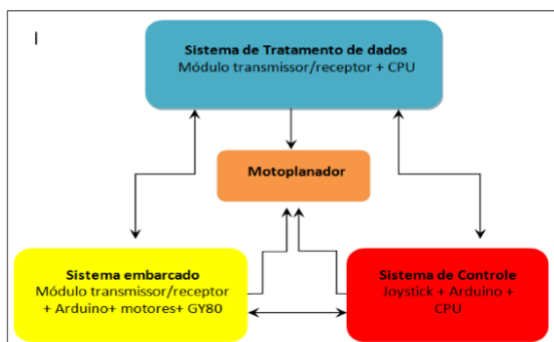 I
Sistema de Tratamento de dados
Módulo transmissor/receptor + CPU
Motoplanador
Sistema embarcado
Módulo transmissor/receptor
+ Arduino+ motores+ GY80
Sistema de Controle
Joystick + Arduino +
CPU